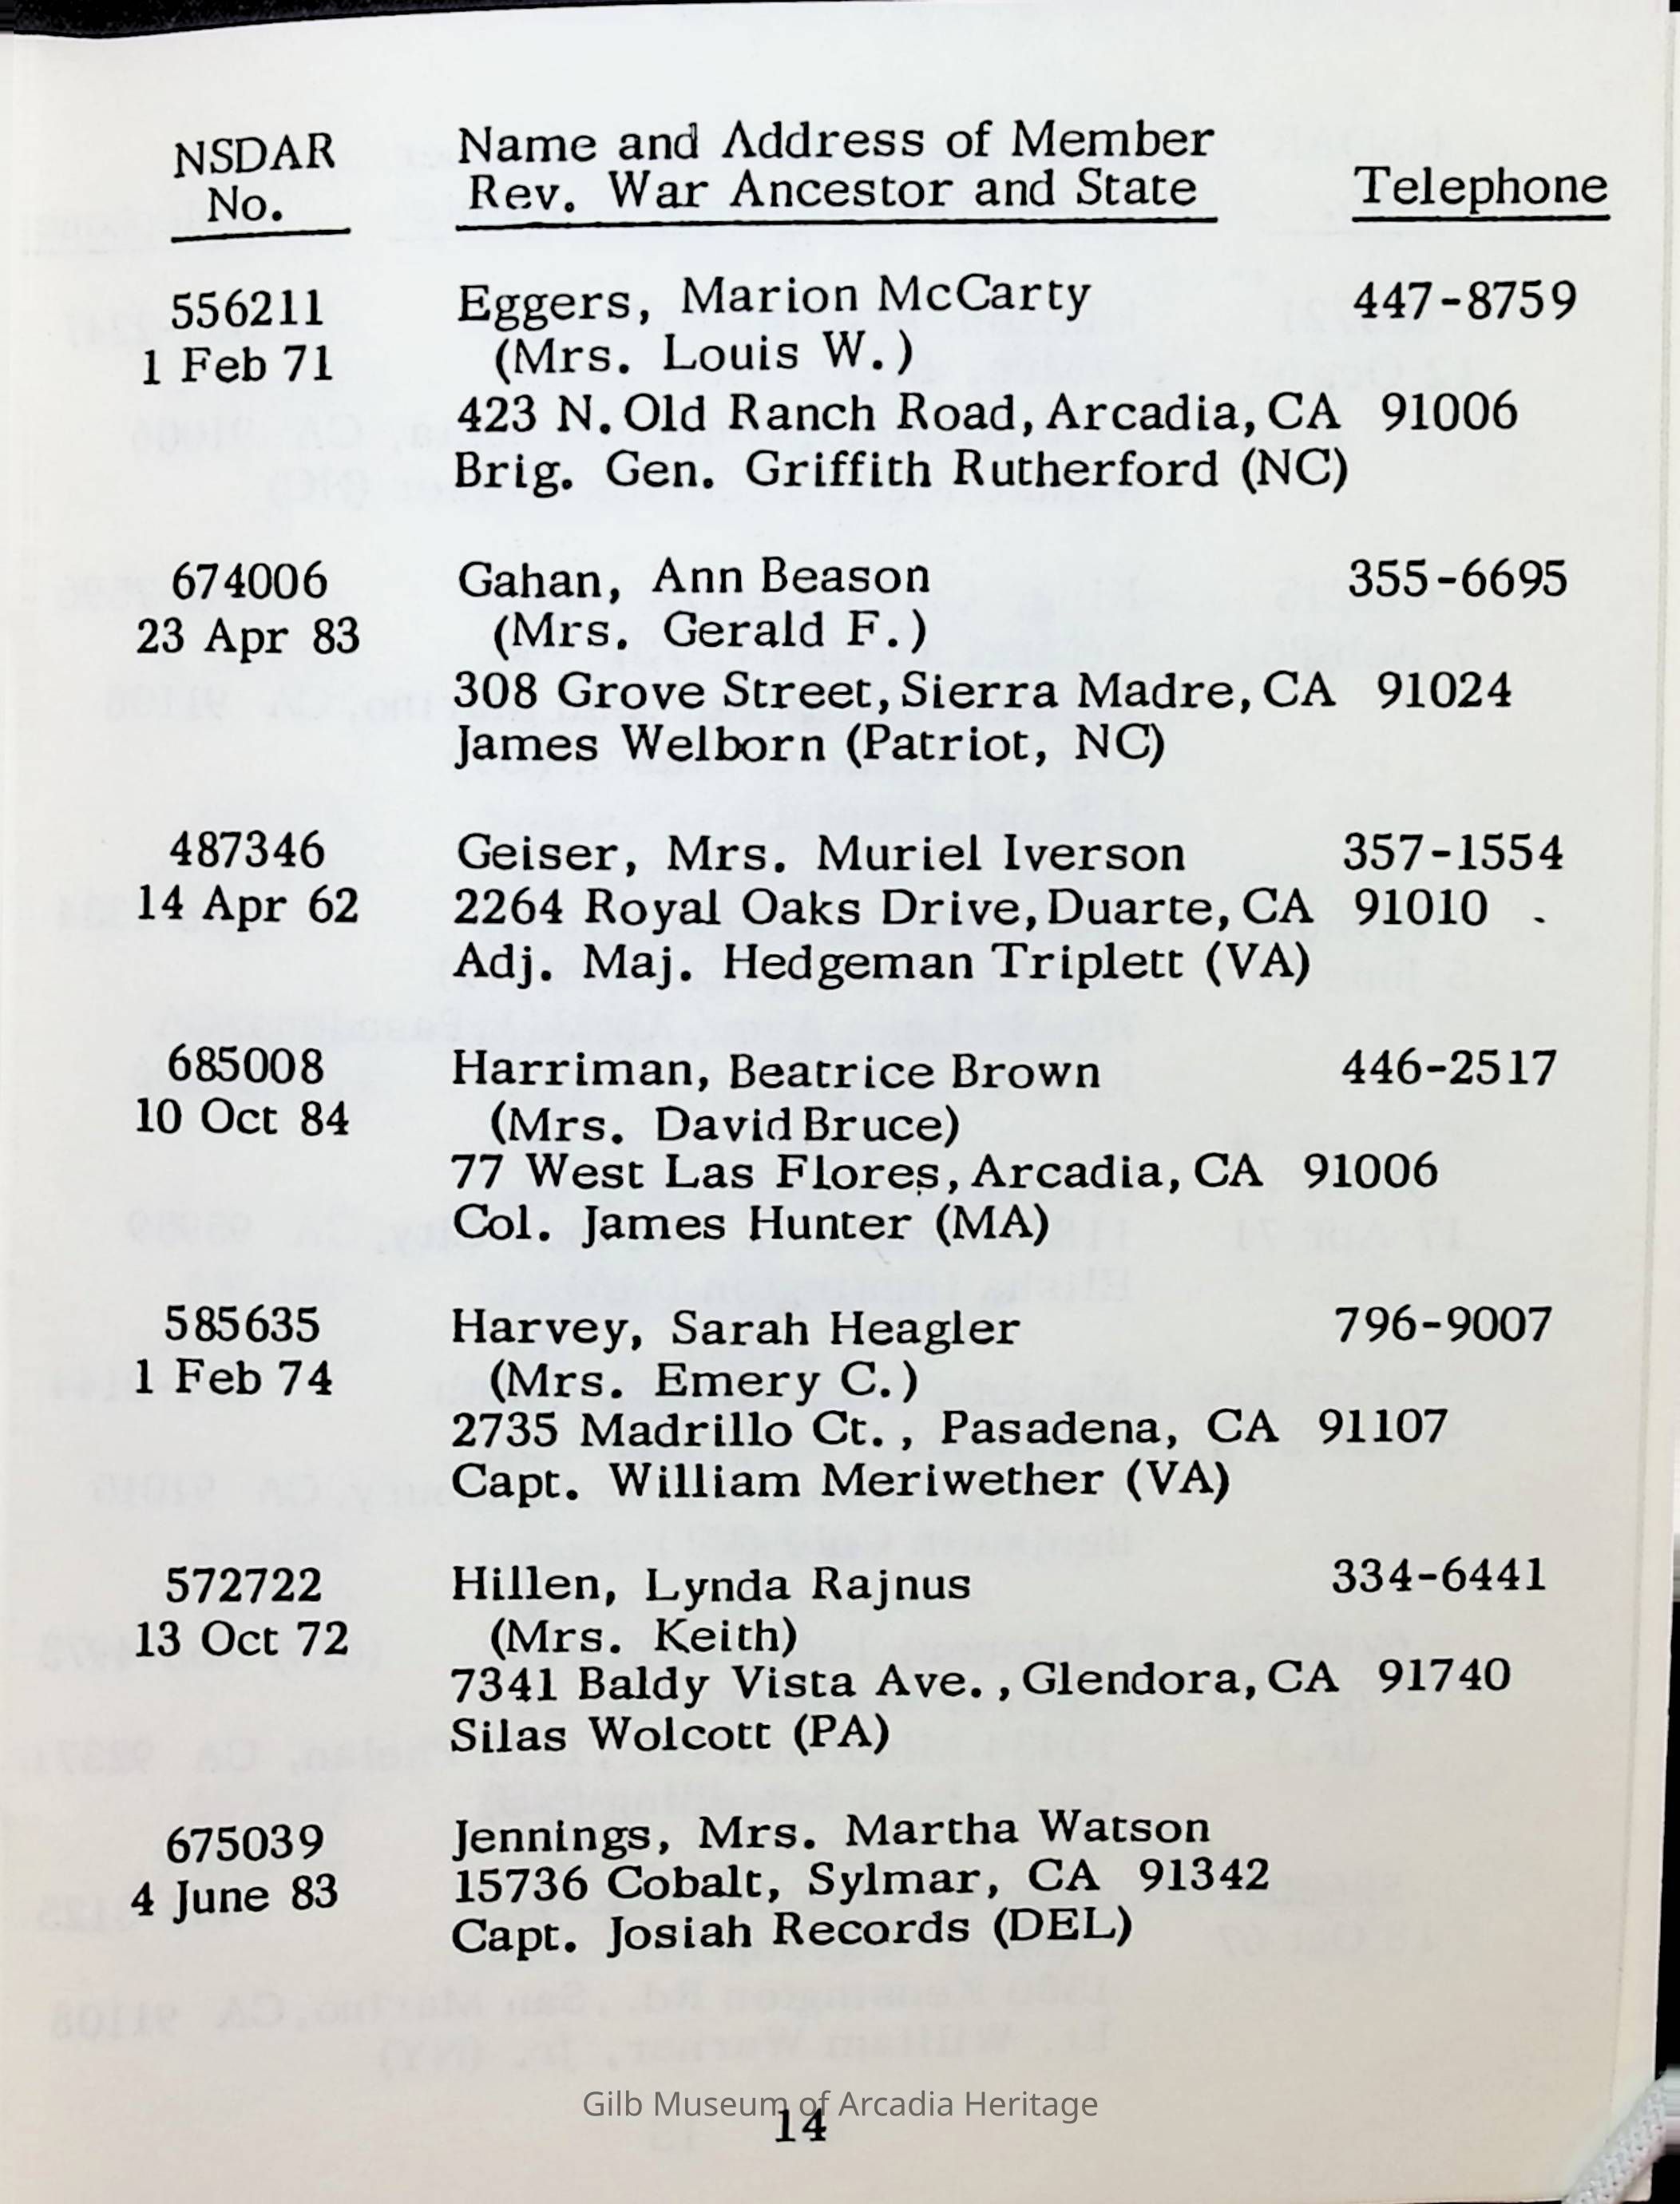 NSDAR No.
Name and Address of Member
Rev. War Ancestor and State
Telephone
556211 Eggers, Marion McCarty 447-8759
1 Feb 71 (Mrs. Louis W.)
423 N. Old Ranch Road, Arcadia, CA 91006
Brig. Gen. Griffith Rutherford (NC)
674006 Gahan, Ann Beason 355-6695
23 Apr 83 (Mrs. Gerald F.)
308 Grove Street, Sierra Madre, CA 91024
James Welborn (Patriot, NC)
487346 Geiser, Mrs. Muriel Iverson 357-1554
14 Apr 62 2264 Royal Oaks Drive, Duarte, CA 91010
Adj. Maj. Hedgeman Triplett (VA)
685008 Harriman, Beatrice Brown 446-2517
10 Oct 84 (Mrs. David Bruce)
77 West Las Flores, Arcadia, CA 91006
Col. James Hunter (MA)
585635 Harvey, Sarah Heagler 796-9007
1 Feb 74 (Mrs. Emery C.)
2735 Madrillo Ct., Pasadena, CA 91107
Capt. William Meriwether (VA)
572722 Hillen, Lynda Rajnus 334-6441
13 Oct 72 (Mrs. Keith)
7341 Baldy Vista Ave., Glendora, CA 91740
Silas Wolcott (PA)
675039 Jennings, Mrs. Martha Watson
4 June 83 15736 Cobalt, Sylmar, CA 91342
Capt. Josiah Records (DEL)
Gilb Museum of Arcadia Heritage
14